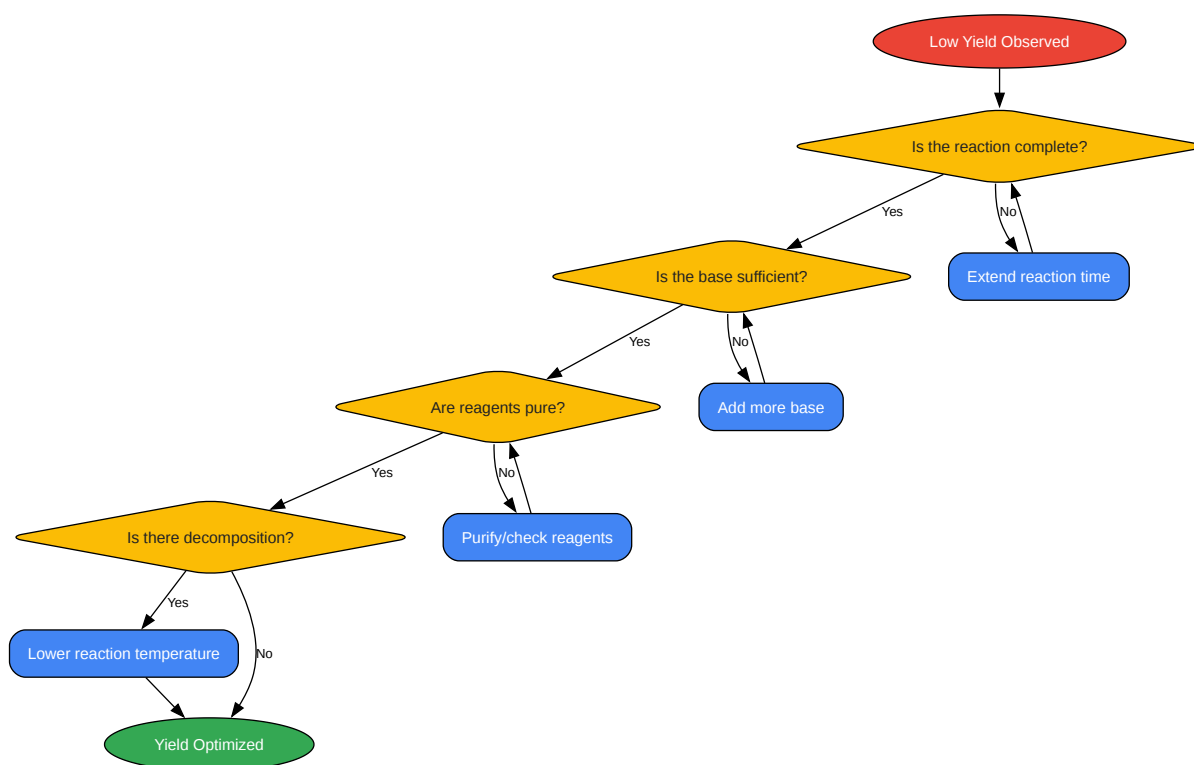 Low Yield Observed
Is the reaction complete?
Yes
No
Is the base sufficient?
Extend reaction time
Yes
No
Are reagents pure?
Add more base
Yes
No
Is there decomposition?
Purify/check reagents
Yes
Lower reaction temperature
No
Yield Optimized